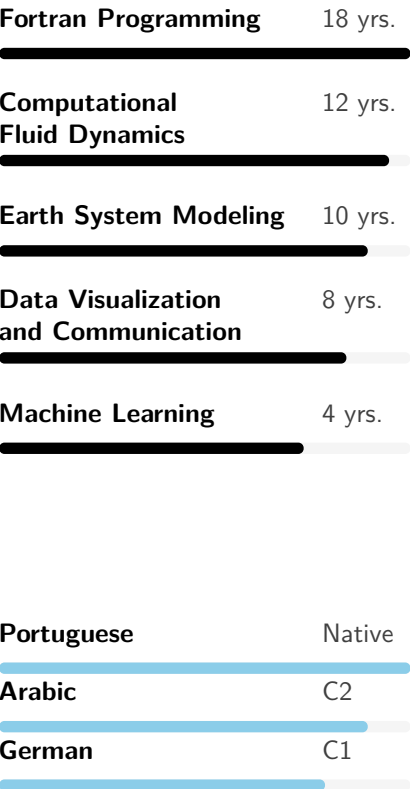 Fortran Programming 18 yrs.
Computational 12 yrs.
Fluid Dynamics
Earth System Modeling 10 yrs.
Data Visualization 8 yrs.
and Communication
Machine Learning 4 yrs.
Portuguese Native
Arabic C2
German C1